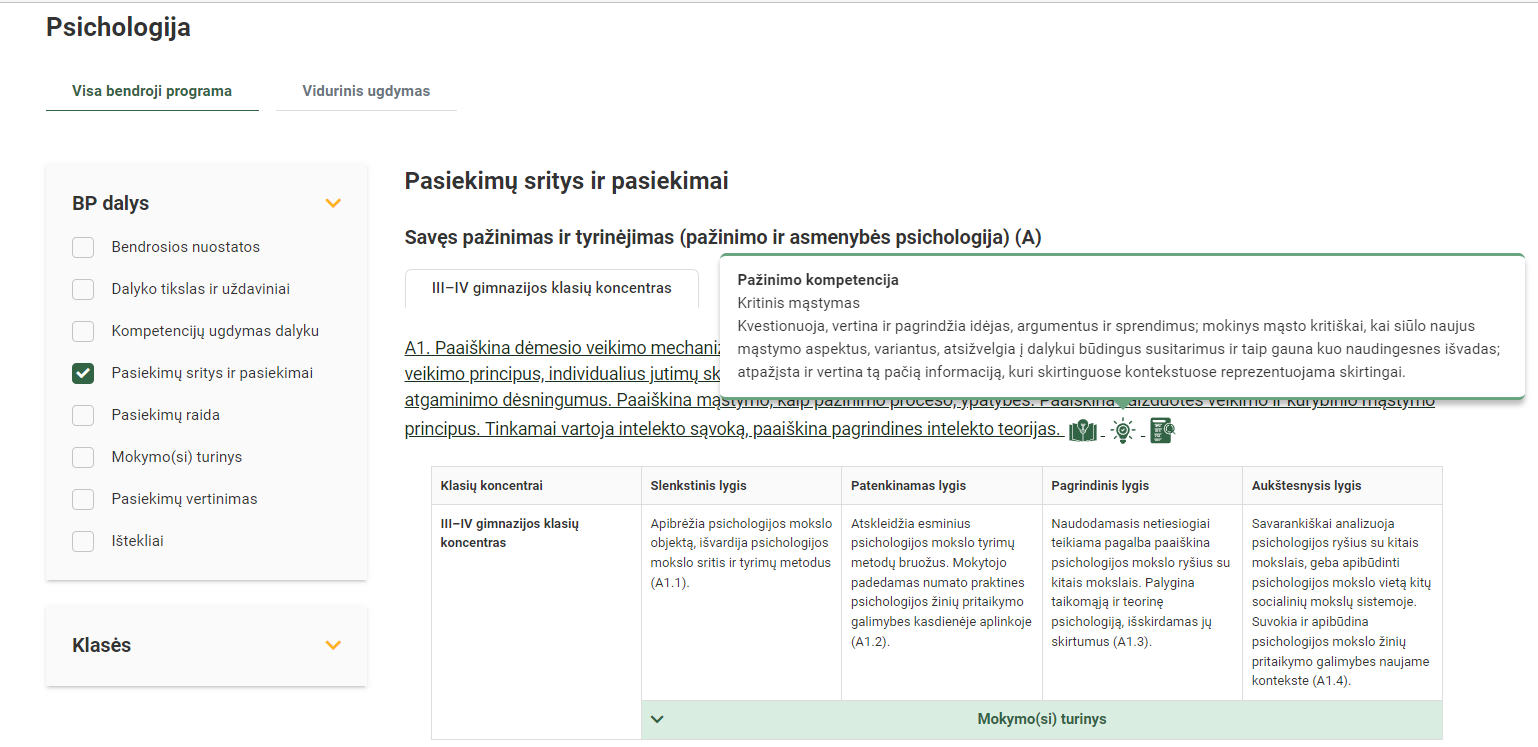 Psichologija
Visa bendroji programa
Vidurinis ugdymas
BP dalys
Bendrosios nuostatos
Dalyko tikslas ir uždaviniai
Kompetencijų ugdymas dalyku
Pasiekimų sritys ir pasiekimai
Pasiekimų raida
Mokymo(si) turinys
Pasiekimų vertinimas
Ištekliai
Klasės
Pasiekimų sritys ir pasiekimai
Savęs pažinimas ir tyrinėjimas (pažinimo ir asmenybės psichologija) (A)
III–IV gimnazijos klasių koncentras
Pažinimo kompetencija
Kritinis mąstymas
Kvestionuoja, vertina ir pagrindžia idėjas, argumentus ir sprendimus; mokinys mąsto kritiškai, kai siūlo naujus
mąstymo aspektus, variantus, atsižvelgia į dalykui būdingus susitarimus ir taip gauna kuo naudingesnes išvadas;
atpažįsta ir vertina tą pačią informaciją, kuri skirtinguose kontekstuose reprezentuojama skirtingai.
A1. Paaiškina dėmesio veikimo
veikimo principus, individualius jutimų
atgaminimo dėsningumus. Paaiškina mąstymo, kaip pažinimo proceso, ypatybes. Paaiškina vaizduotės veikimo ir kūrybinio mąstymo
principus. Tinkamai vartoja intelekto sąvoką, paaiškina pagrindines intelekto teorijas.
Klasių koncentrai
Slenkstinis lygis
Patenkinamas lygis
Pagrindinis lygis
Aukštesnysis lygis
III–IV gimnazijos klasių
koncentras
Apibrėžia psichologijos mokslo
objektą, išvardija psichologijos
mokslo sritis ir tyrimų metodus
(A1.1).
Atskleidžia esminius
psichologijos mokslo tyrimų
metodų bruožus. Mokytojo
padedamas numato praktines
psichologijos žinių pritaikymo
galimybes kasdienėje aplinkoje
(A1.2).
Naudodamasis netiesiogiai
teikiama pagalba paaiškina
psichologijos mokslo ryšius su
kitais mokslais. Palygina
taikomąją ir teorinę
psichologiją, išskirdamas jų
skirtumus (A1.3).
Savarankiškai analizuoja
psichologijos ryšius su kitais
mokslais, geba apibūdinti
psichologijos mokslo vietą kitų
socialinių mokslų sistemoje.
Suvokia ir apibūdina
psichologijos mokslo žinių
pritaikymo galimybes naujame
kontekste (A1.4).
Mokymo(si) turinys